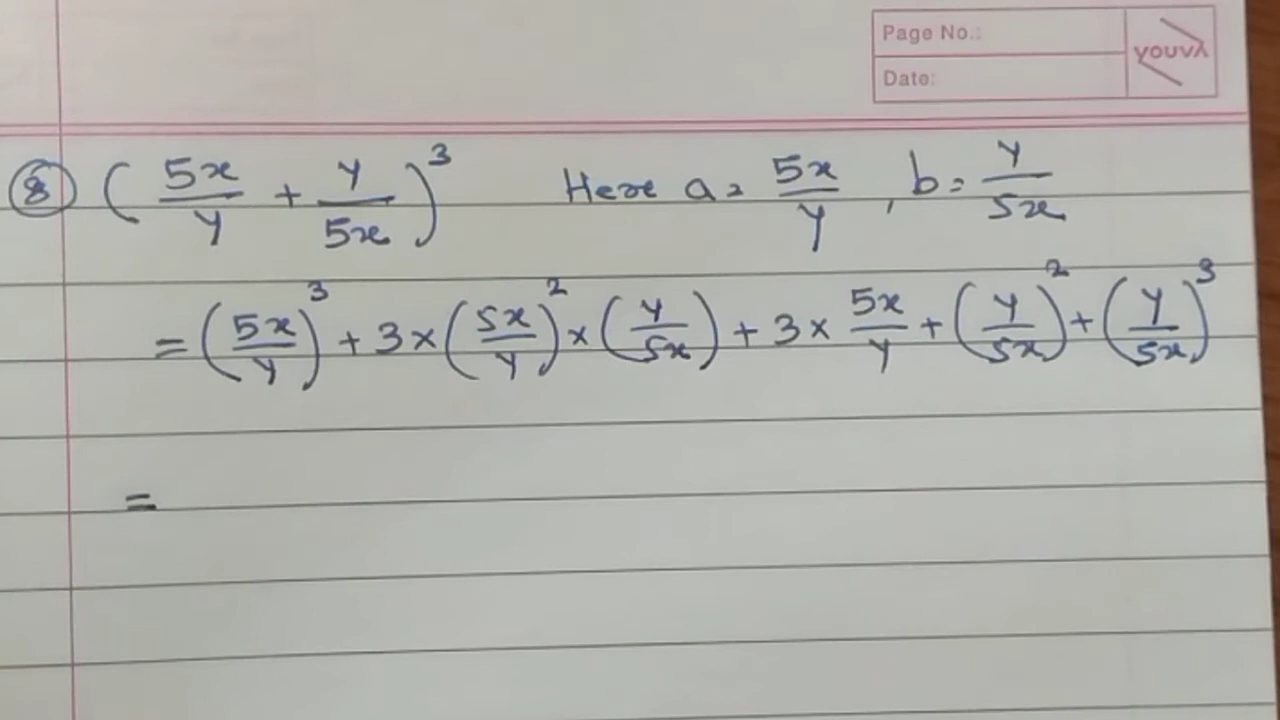 Page No.:
Date:
youva
⑧ (5x/y + y/5x)³ Here a = 5x/y , b = y/5x
= (5x/y)³ + 3 × (5x/y)² × (y/5x) + 3 × 5x/y + (y/5x)² + (y/5x)³
=